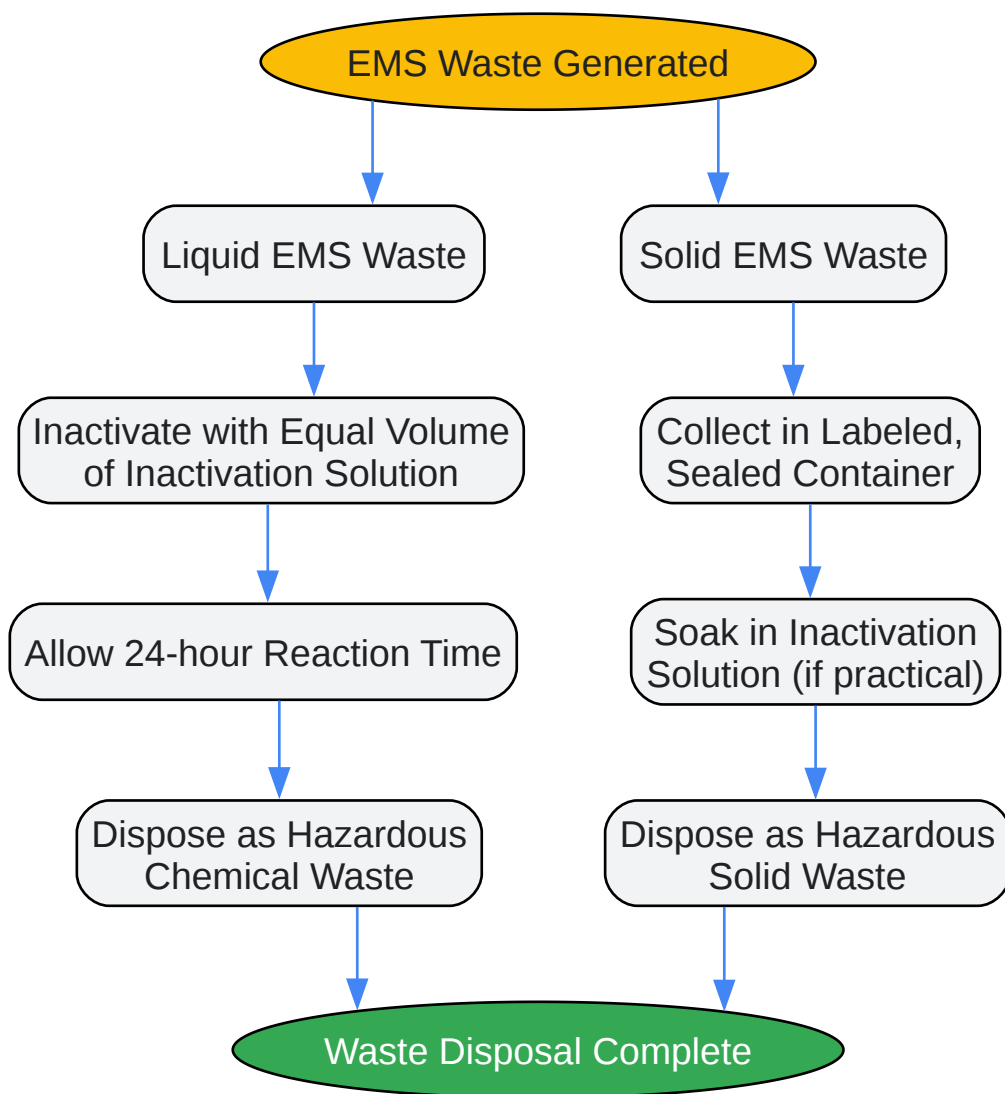 EMS Waste Generated
Liquid EMS Waste
Solid EMS Waste
Inactivate with Equal Volume
of Inactivation Solution
Collect in Labeled,
Sealed Container
Allow 24-hour Reaction Time
Soak in Inactivation
Solution (if practical)
Dispose as Hazardous
Chemical Waste
Dispose as Hazardous
Solid Waste
Waste Disposal Complete